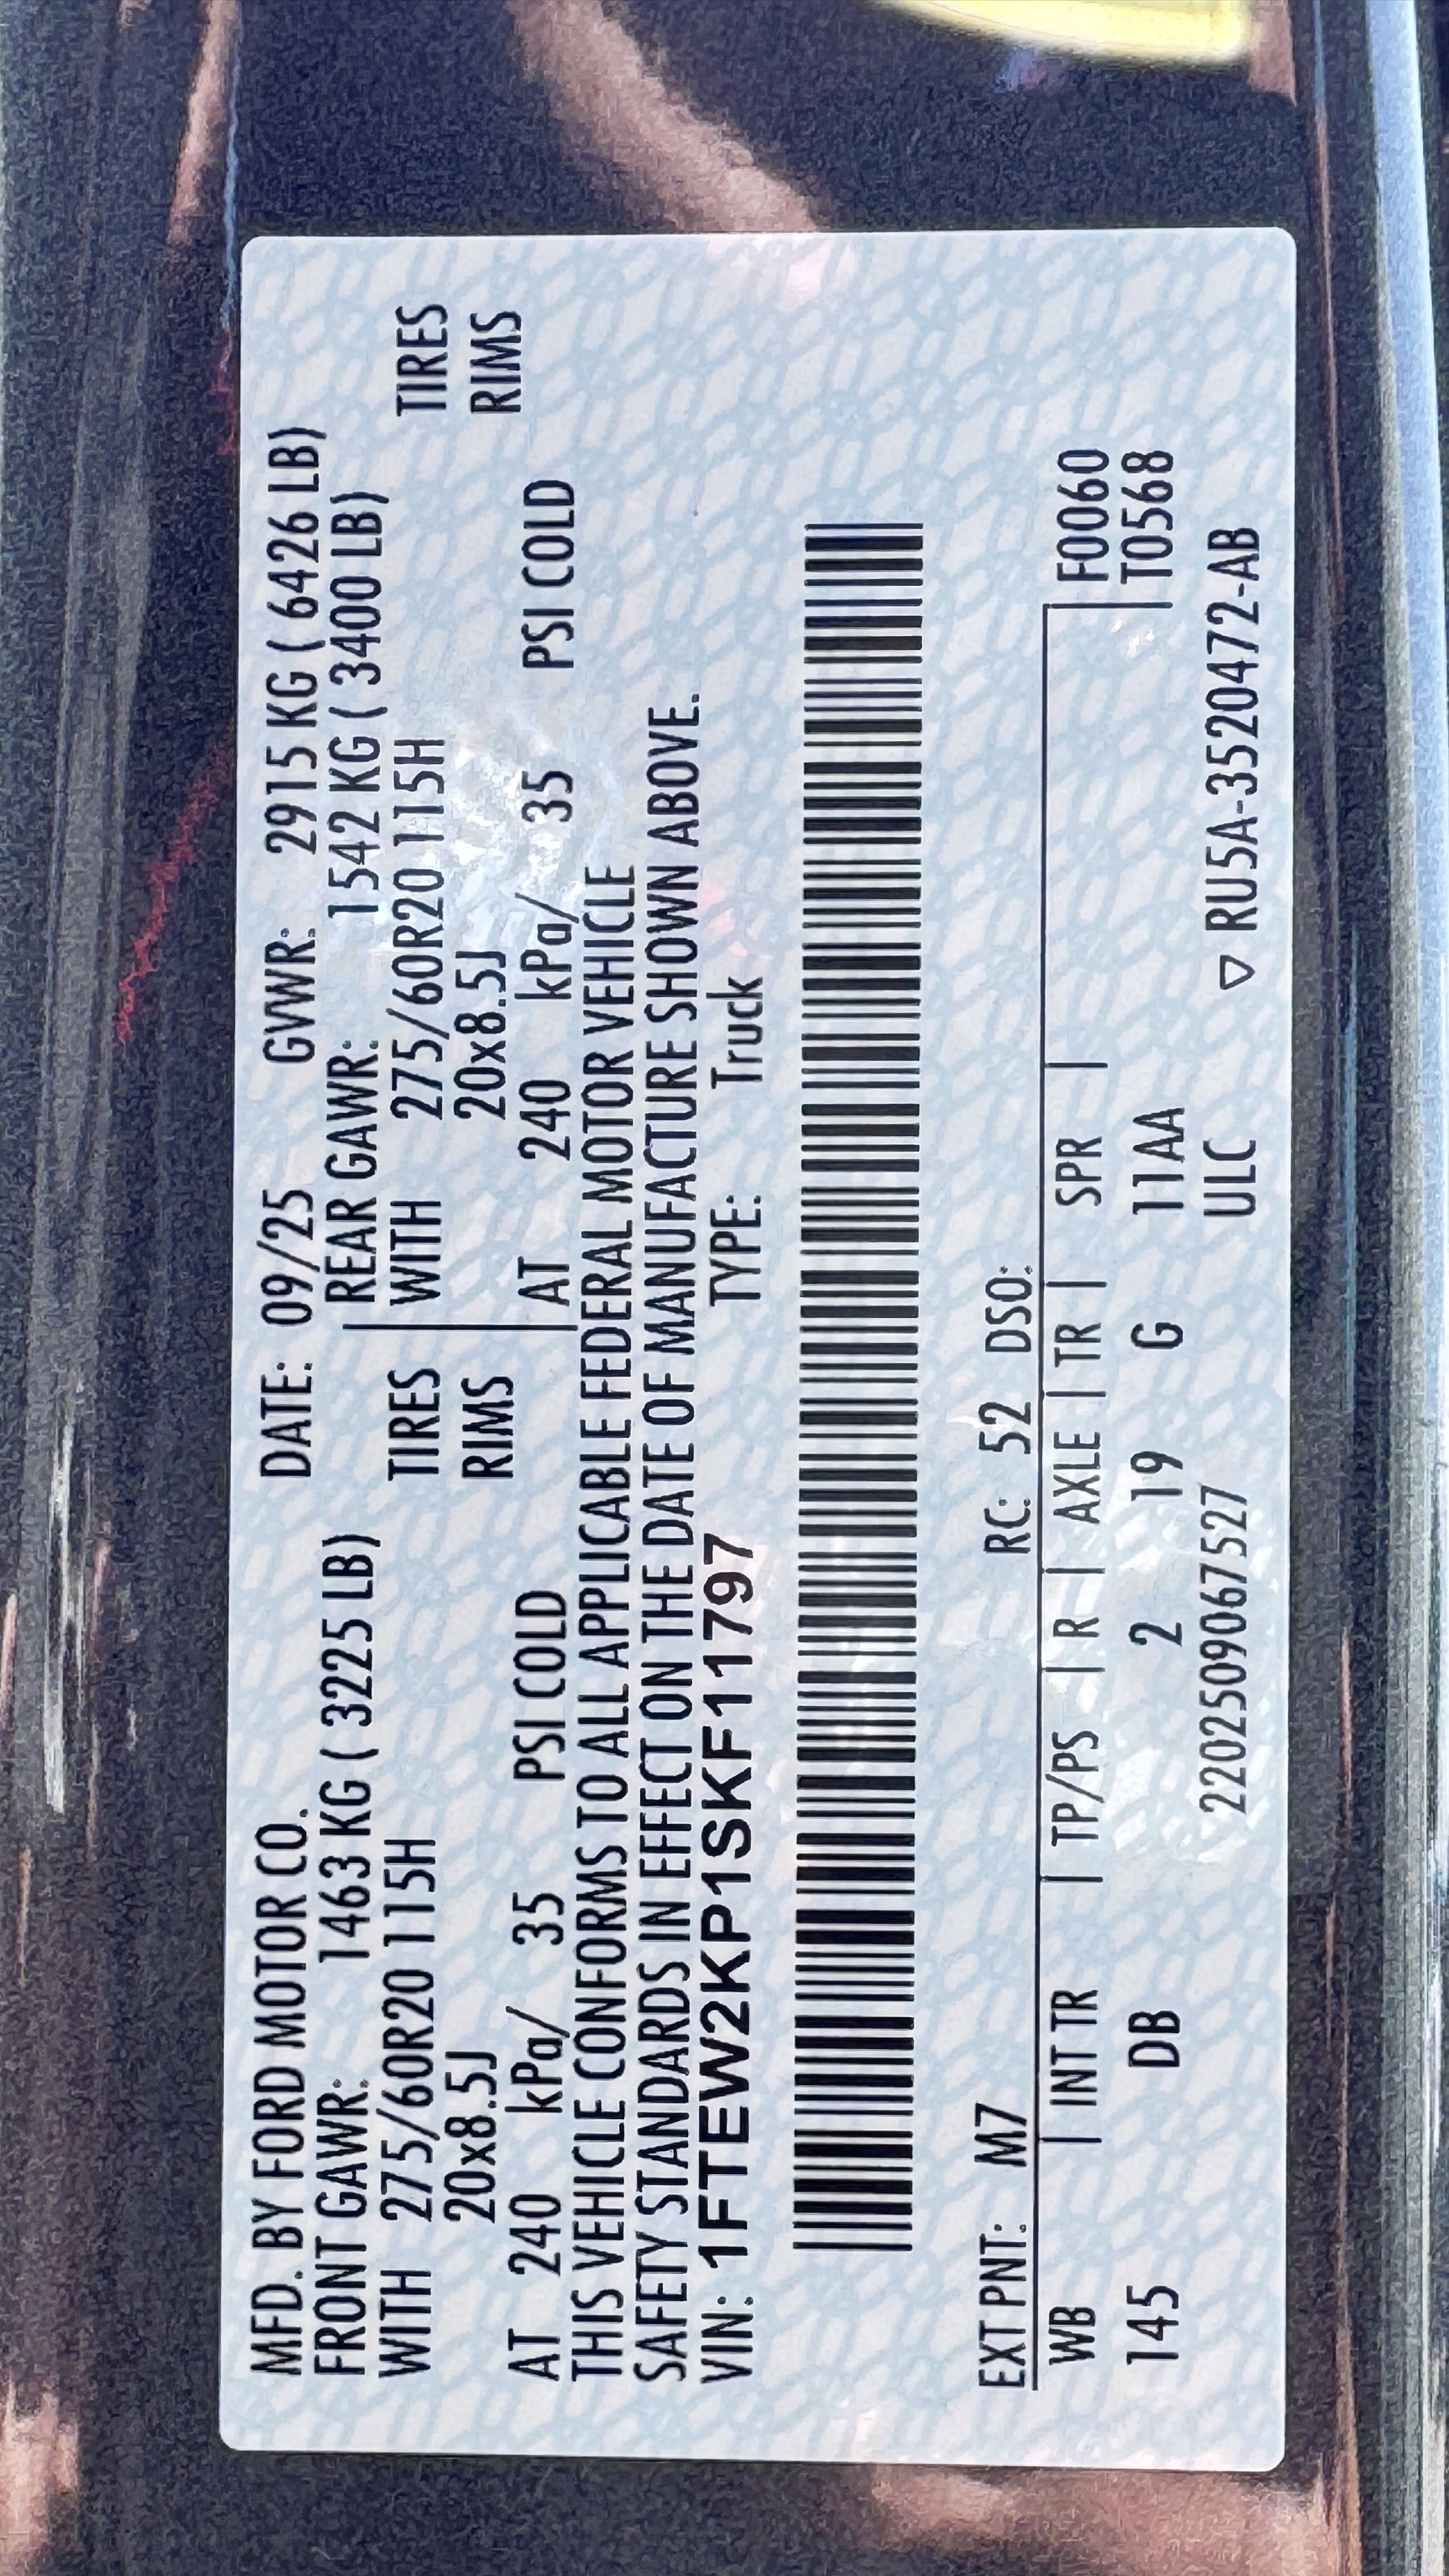 MFD. BY FORD MOTOR CO. DATE: 09/25 GVWR: 2915 KG ( 6426 LB)
FRONT GAWR: 1463 KG ( 3225 LB) REAR GAWR: 1542 KG ( 3400 LB)
WITH 275/60R20 115H TIRES WITH 275/60R20 115H TIRES
20x8.5J RIMS 20x8.5J RIMS
AT 240 kPa/ 35 PSI COLD AT 240 kPa/ 35 PSI COLD
THIS VEHICLE CONFORMS TO ALL APPLICABLE FEDERAL MOTOR VEHICLE
SAFETY STANDARDS IN EFFECT ON THE DATE OF MANUFACTURE SHOWN ABOVE.
VIN: 1FTEW2KP1SKF11797 TYPE: Truck
EXT PNT: M7 RC: 52 DSO:
WB | INT TR | TP/PS | R | AXLE | TR | SPR | F0060
145 DB 2 19 G 11AA T0568
2202509067527 ULC ▽ RU5A-3520472-AB